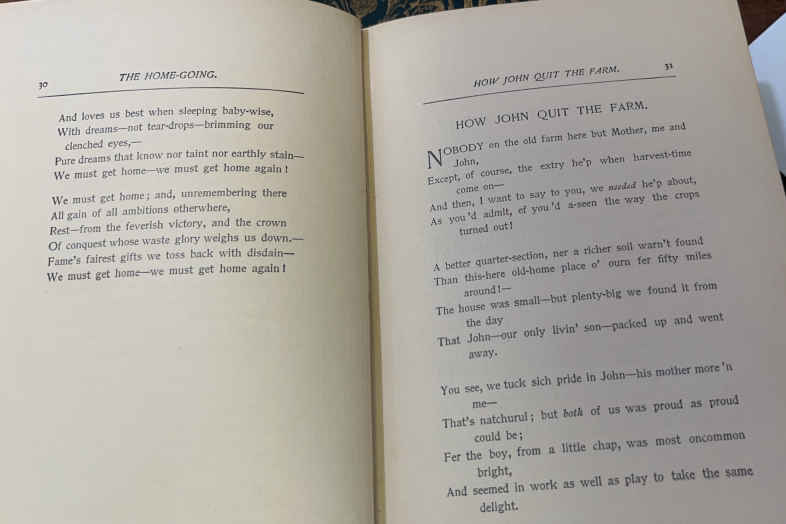 30
THE HOME-GOING.
And loves us best when sleeping baby-wise,
With dreams—not tear-drops—brimming our
clenched eyes,—
Pure dreams that know nor taint nor earthly stain—
We must get home—we must get home again!
We must get home; and, unremembering there
All gain of all ambitions otherwhere,
Rest—from the feverish victory, and the crown
Of conquest whose waste glory weighs us down.—
Fame's fairest gifts we toss back with disdain—
We must get home—we must get home again!
HOW JOHN QUIT THE FARM.
31
HOW JOHN QUIT THE FARM.
NOBODY on the old farm here but Mother, me and
John,
Except, of course, the extry he'p when harvest-time
come on—
And then, I want to say to you, we needed he'p about,
As you'd admit, ef you'd a-seen the way the crops
turned out!
A better quarter-section, ner a richer soil warn't found
Than this-here old-home place o' ourn fer fifty miles
around!—
The house was small—but plenty-big we found it from
the day
That John—our only livin' son—packed up and went
away.
You see, we tuck sich pride in John—his mother more 'n
me—
That's natchurul; but both of us was proud as proud
could be;
Fer the boy, from a little chap, was most oncommon
bright,
And seemed in work as well as play to take the same
delight.